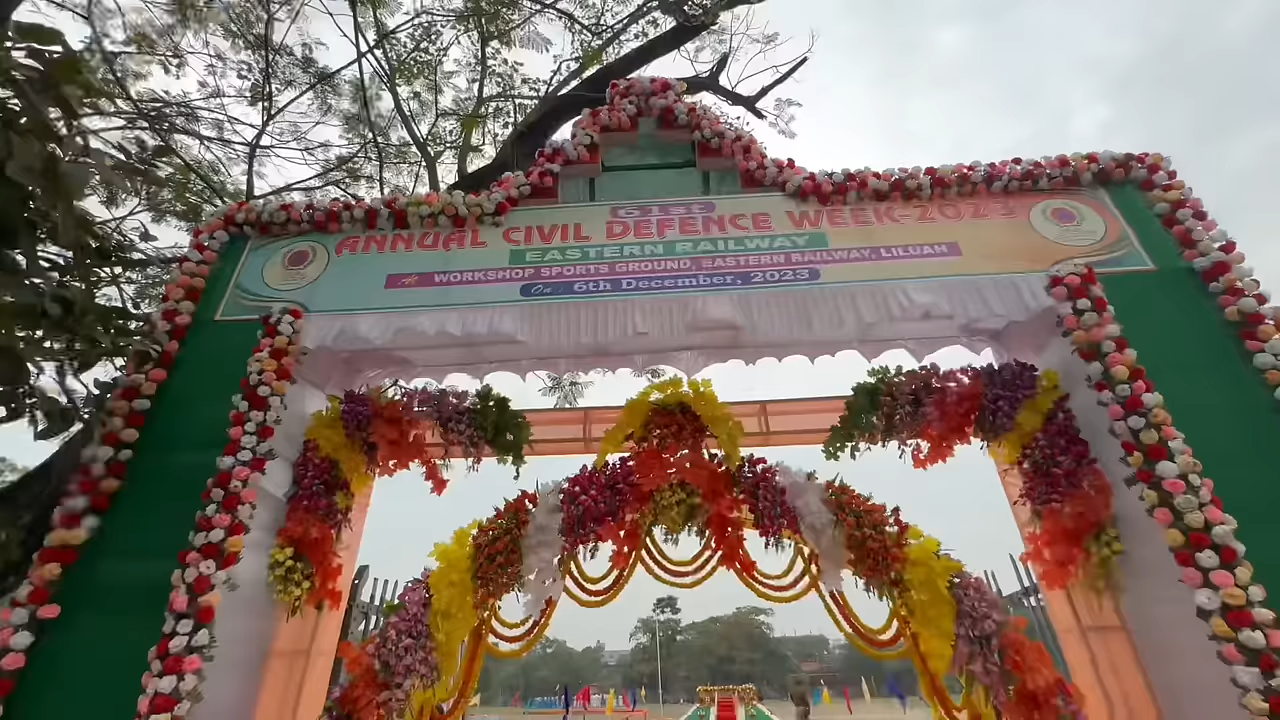 61st
ANNUAL CIVIL DEFENCE WEEK-2023
EASTERN RAILWAY
WORKSHOP SPORTS GROUND, EASTERN RAILWAY, LILUAH
On : 6th December, 2023